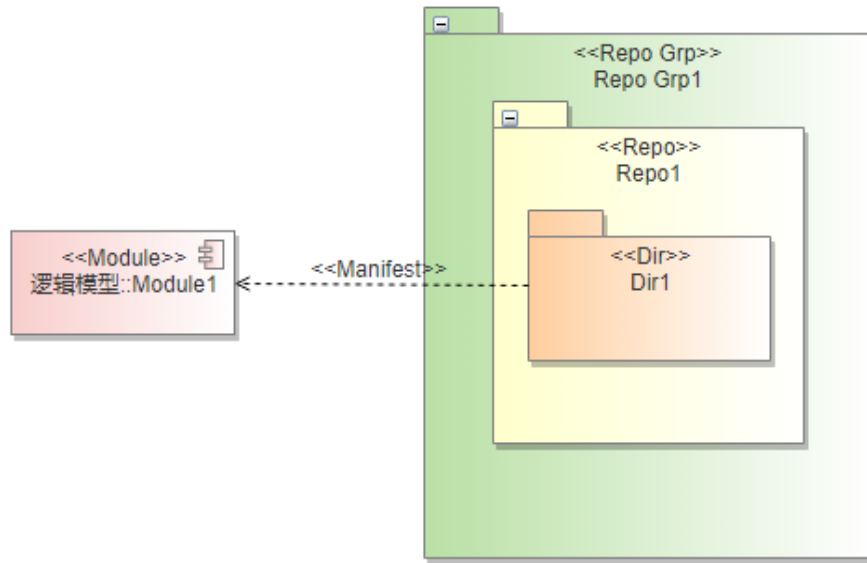 <<Repo Grp>>
Repo Grp1
<<Repo>>
Repo1
<<Module>>
逻辑模型::Module1
<<Manifest>>
<<Dir>>
Dir1